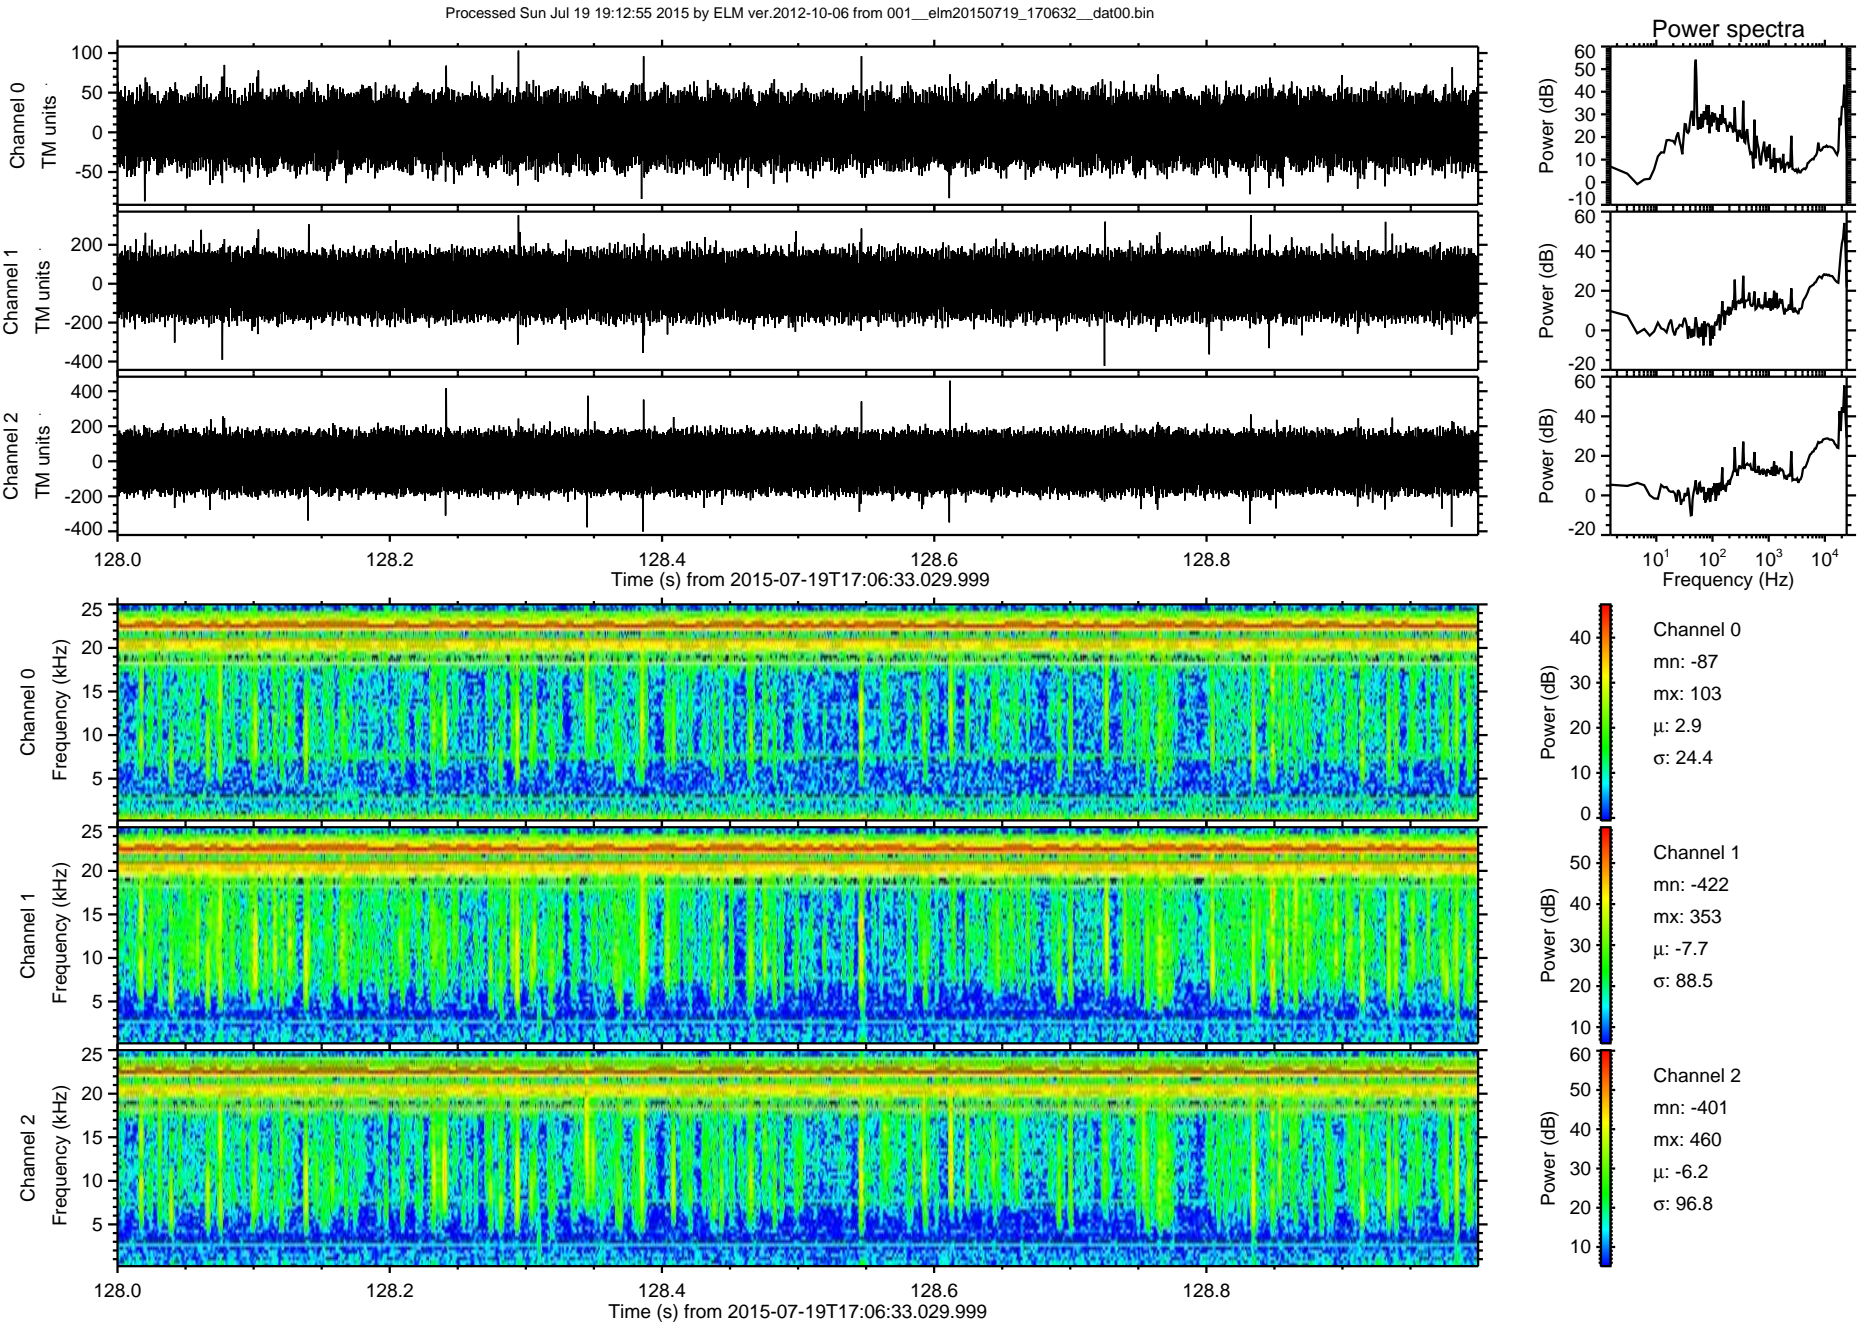 Processed Sun Jul 19 19:12:55 2015 by ELM ver.2012-10-06 from 001__elm20150719_170632__dat00.bin
Power spectra
Channel 0
TM units
100
50
0
-50
Power (dB)
60
50
40
30
20
10
0
-10
Channel 1
TM units
200
0
-200
-400
Power (dB)
60
40
20
0
-20
Channel 2
TM units
400
200
0
-200
-400
Power (dB)
60
40
20
0
-20
128.0 128.2 128.4 128.6 128.8
Time (s) from 2015-07-19T17:06:33.029.999
10^1 10^2 10^3 10^4
Frequency (Hz)
Channel 0
Frequency (kHz)
25
20
15
10
5
Power (dB)
40
30
20
10
0
Channel 0
mn: -87
mx: 103
μ: 2.9
σ: 24.4
Channel 1
Frequency (kHz)
25
20
15
10
5
Power (dB)
50
40
30
20
10
Channel 1
mn: -422
mx: 353
μ: -7.7
σ: 88.5
Channel 2
Frequency (kHz)
25
20
15
10
5
Power (dB)
60
50
40
30
20
10
Channel 2
mn: -401
mx: 460
μ: -6.2
σ: 96.8
128.0 128.2 128.4 128.6 128.8
Time (s) from 2015-07-19T17:06:33.029.999